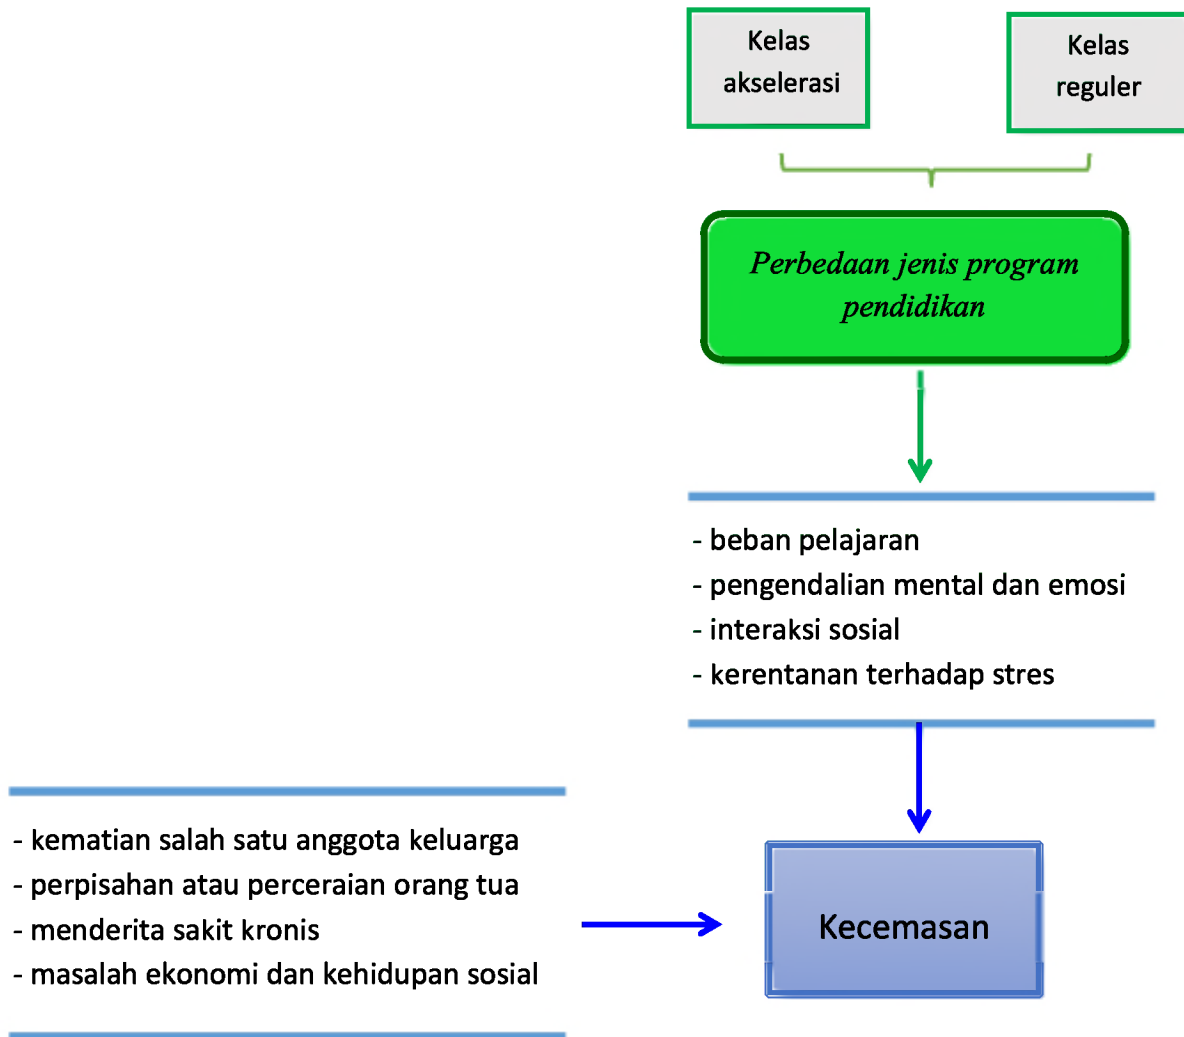 Kelas
akselerasi
Kelas
reguler
Perbedaan jenis program
pendidikan
- beban pelajaran
- pengendalian mental dan emosi
- interaksi sosial
- kerentanan terhadap stres
- kematian salah satu anggota keluarga
- perpisahan atau perceraian orang tua
- menderita sakit kronis
- masalah ekonomi dan kehidupan sosial
Kecemasan